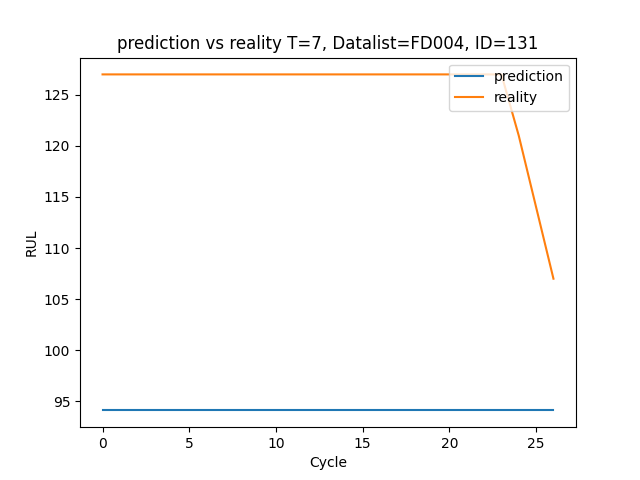 prediction vs reality T=7, Datalist=FD004, ID=131
prediction
reality
125
120
115
110
105
100
95
RUL
0 5 10 15 20 25
Cycle